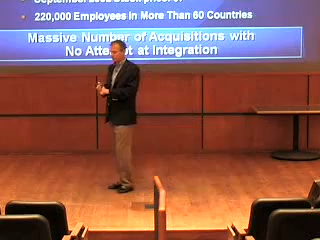 220,000 Employees in More Than 60 Countries
Massive Number of Acquisitions with
No Attempt at Integration